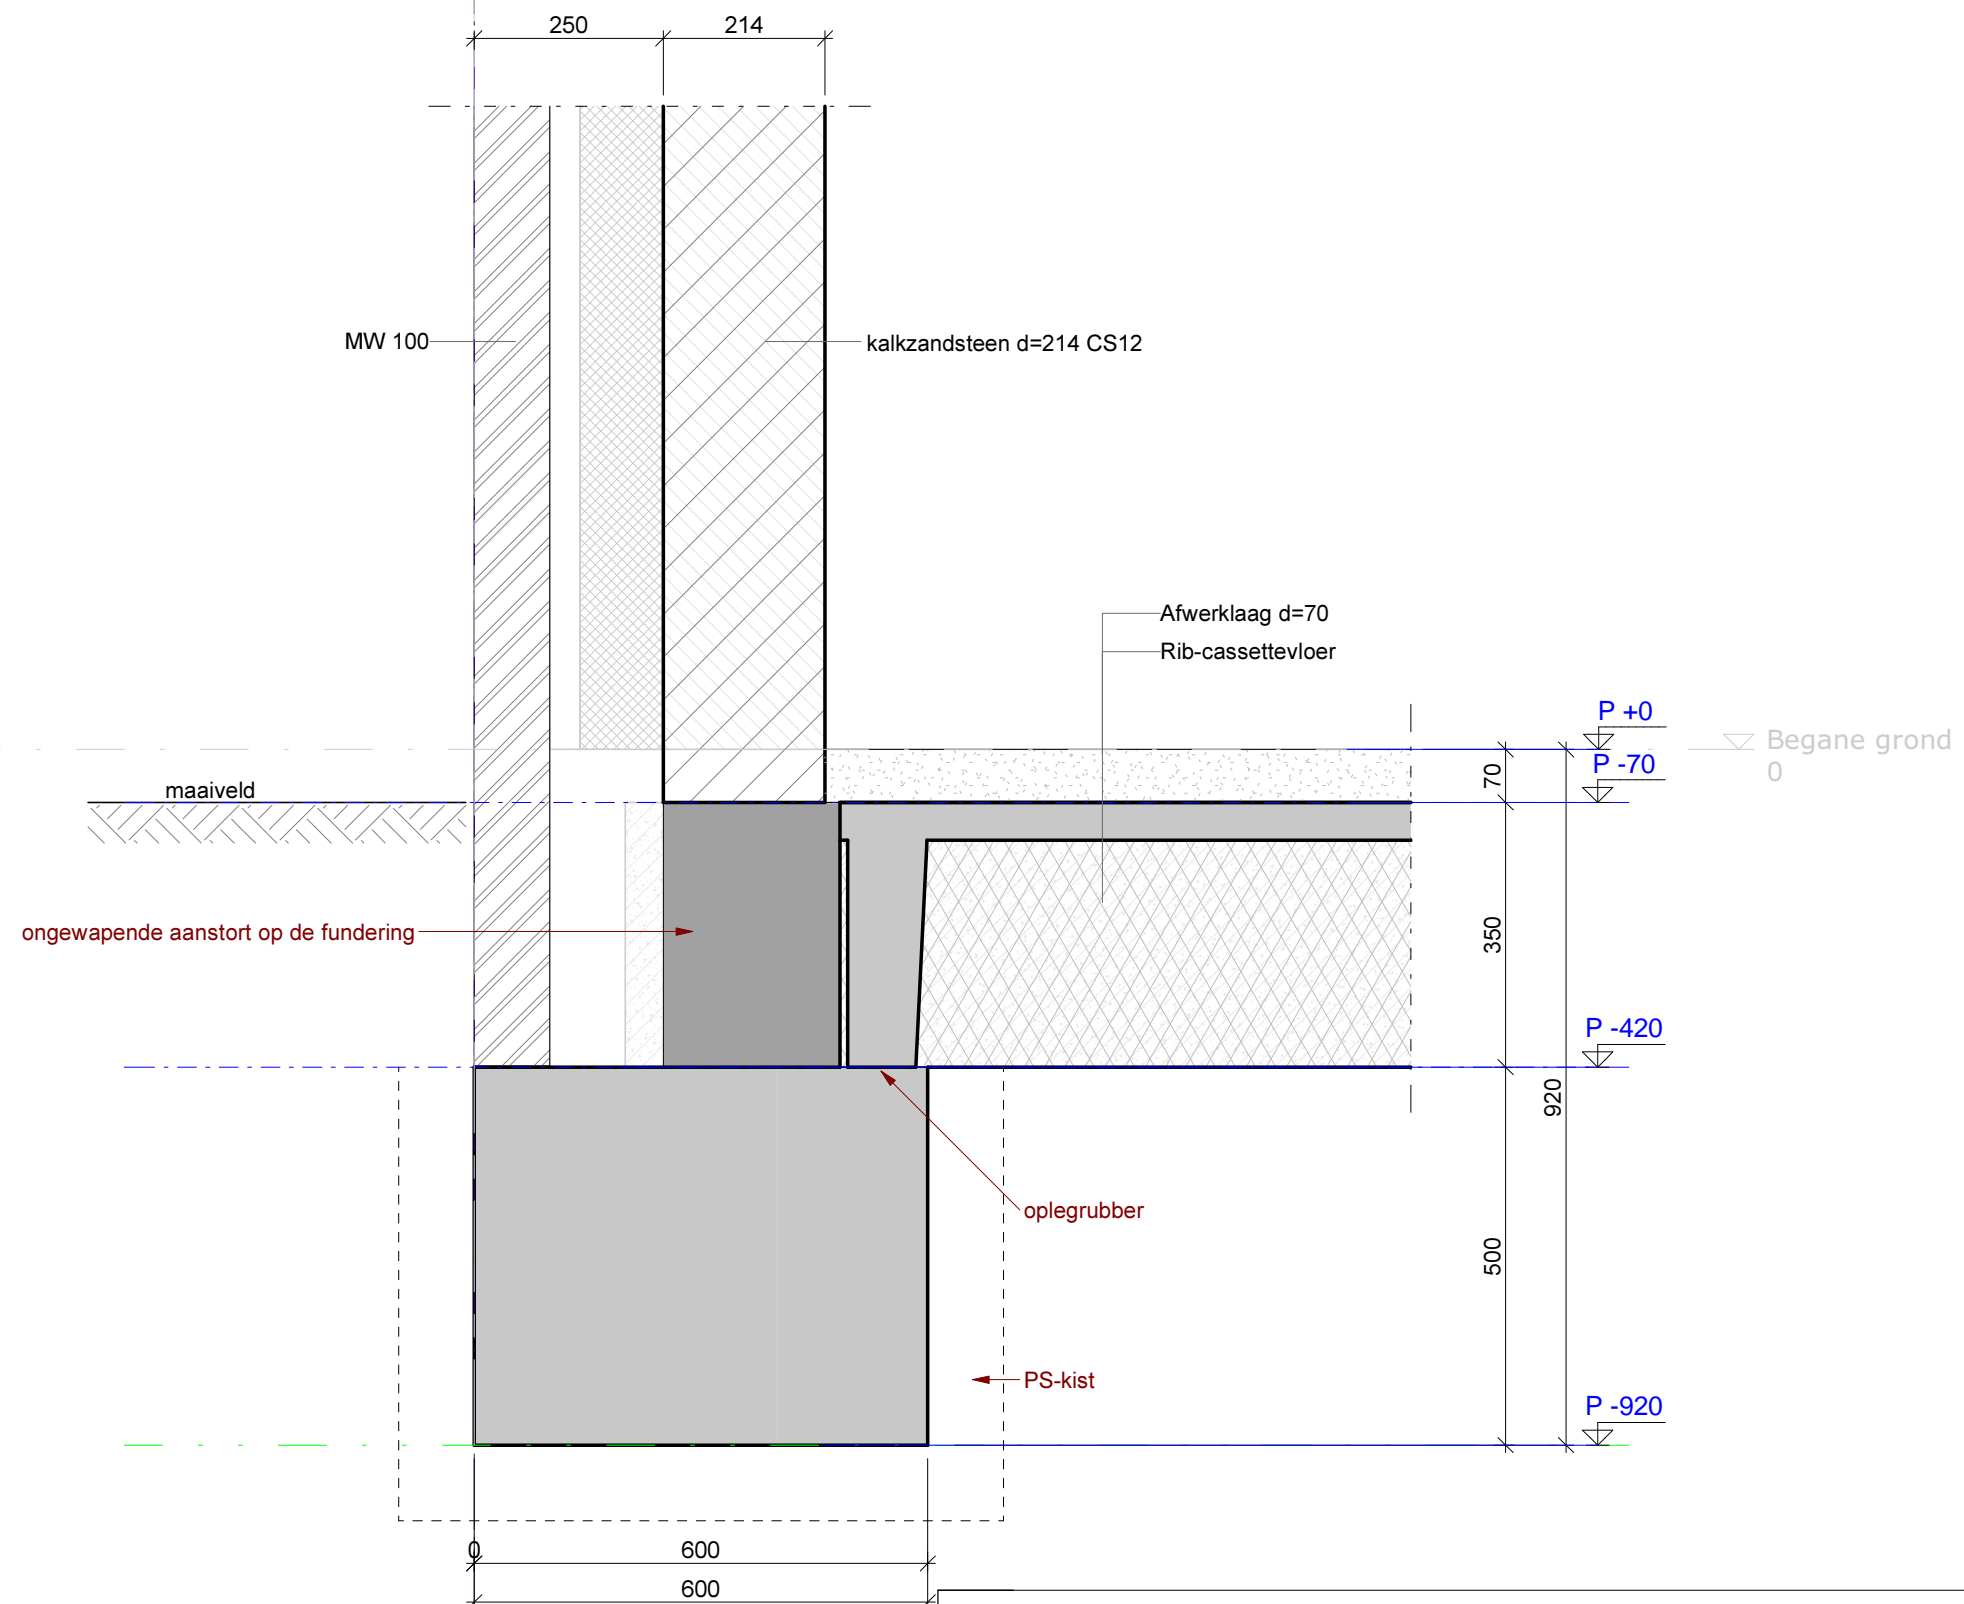 250
214
MW 100
kalkzandsteen d=214 CS12
Afwerklaag d=70
Rib-cassettevloer
P +0
Begane grond
0
P -70
70
maaiveld
ongewapende aanstort op de fundering
350
P -420
920
oplegrubber
500
PS-kist
P -920
0
600
600